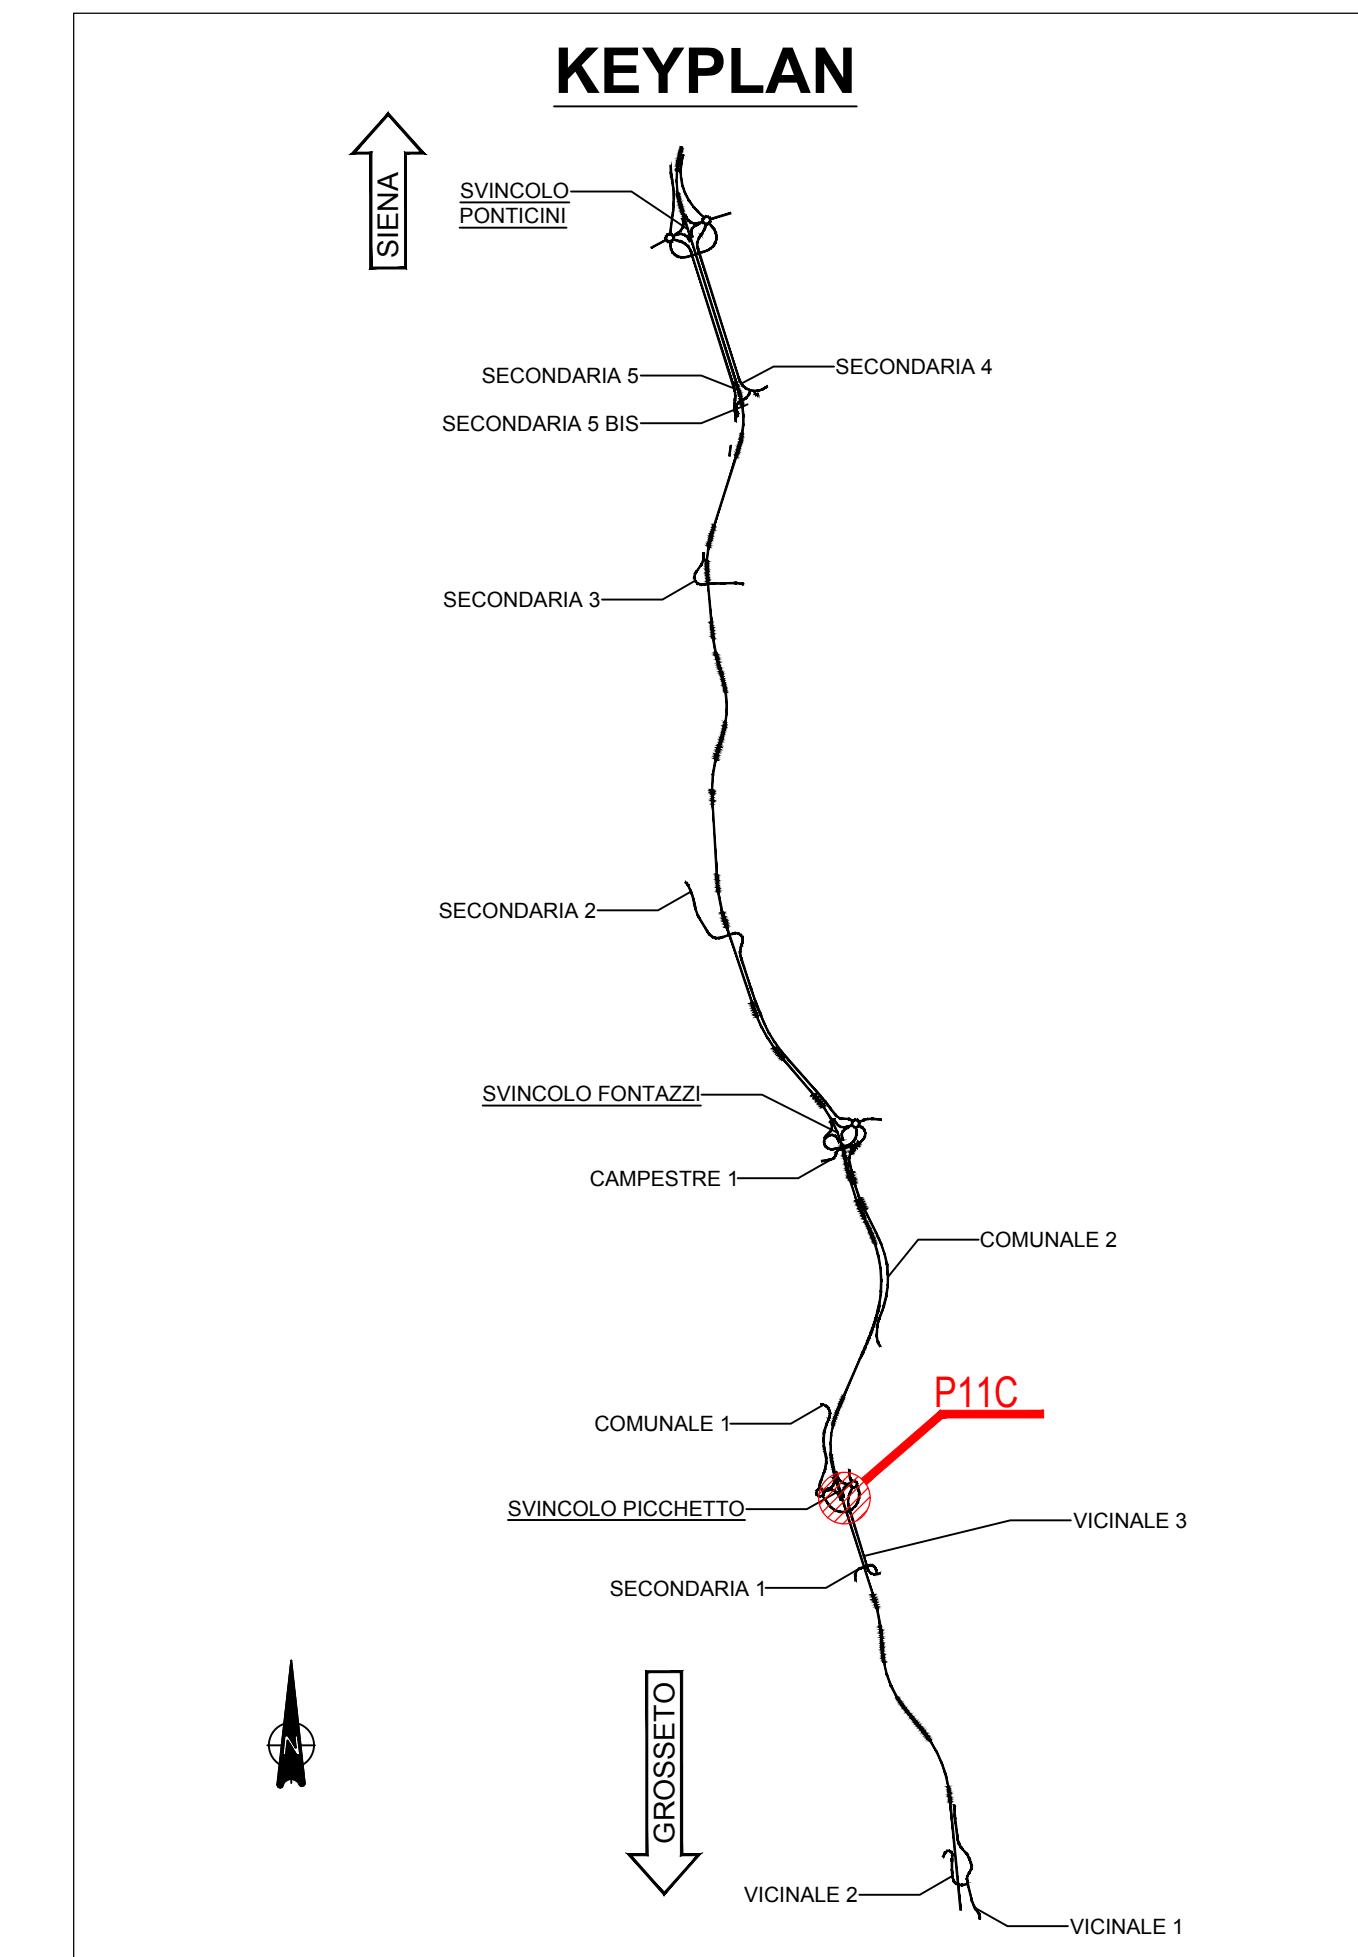 KEYPLAN
SIENA
SVINCOLO
PONTICINI
SECONDARIA 4
SECONDARIA 5
SECONDARIA 5 BIS
SECONDARIA 3
SECONDARIA 2
SVINCOLO FONTAZZI
CAMPESTRE 1
COMUNALE 2
P11C
COMUNALE 1
SVINCOLO PICCHETTO
VICINALE 3
SECONDARIA 1
GROSSETO
N
VICINALE 2
VICINALE 1